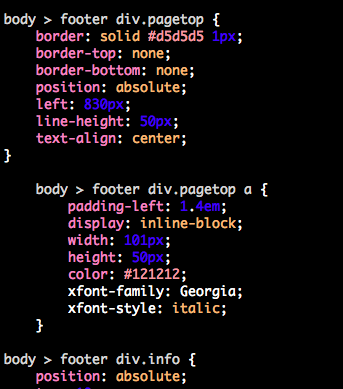 body > footer div.pagetop {
border: solid #d5d5d5 1px;
border-top: none;
border-bottom: none;
position: absolute;
left: 830px;
line-height: 50px;
text-align: center;
}
body > footer div.pagetop a {
padding-left: 1.4em;
display: inline-block;
width: 101px;
height: 50px;
color: #121212;
xfont-family: Georgia;
xfont-style: italic;
}
body > footer div.info {
position: absolute;